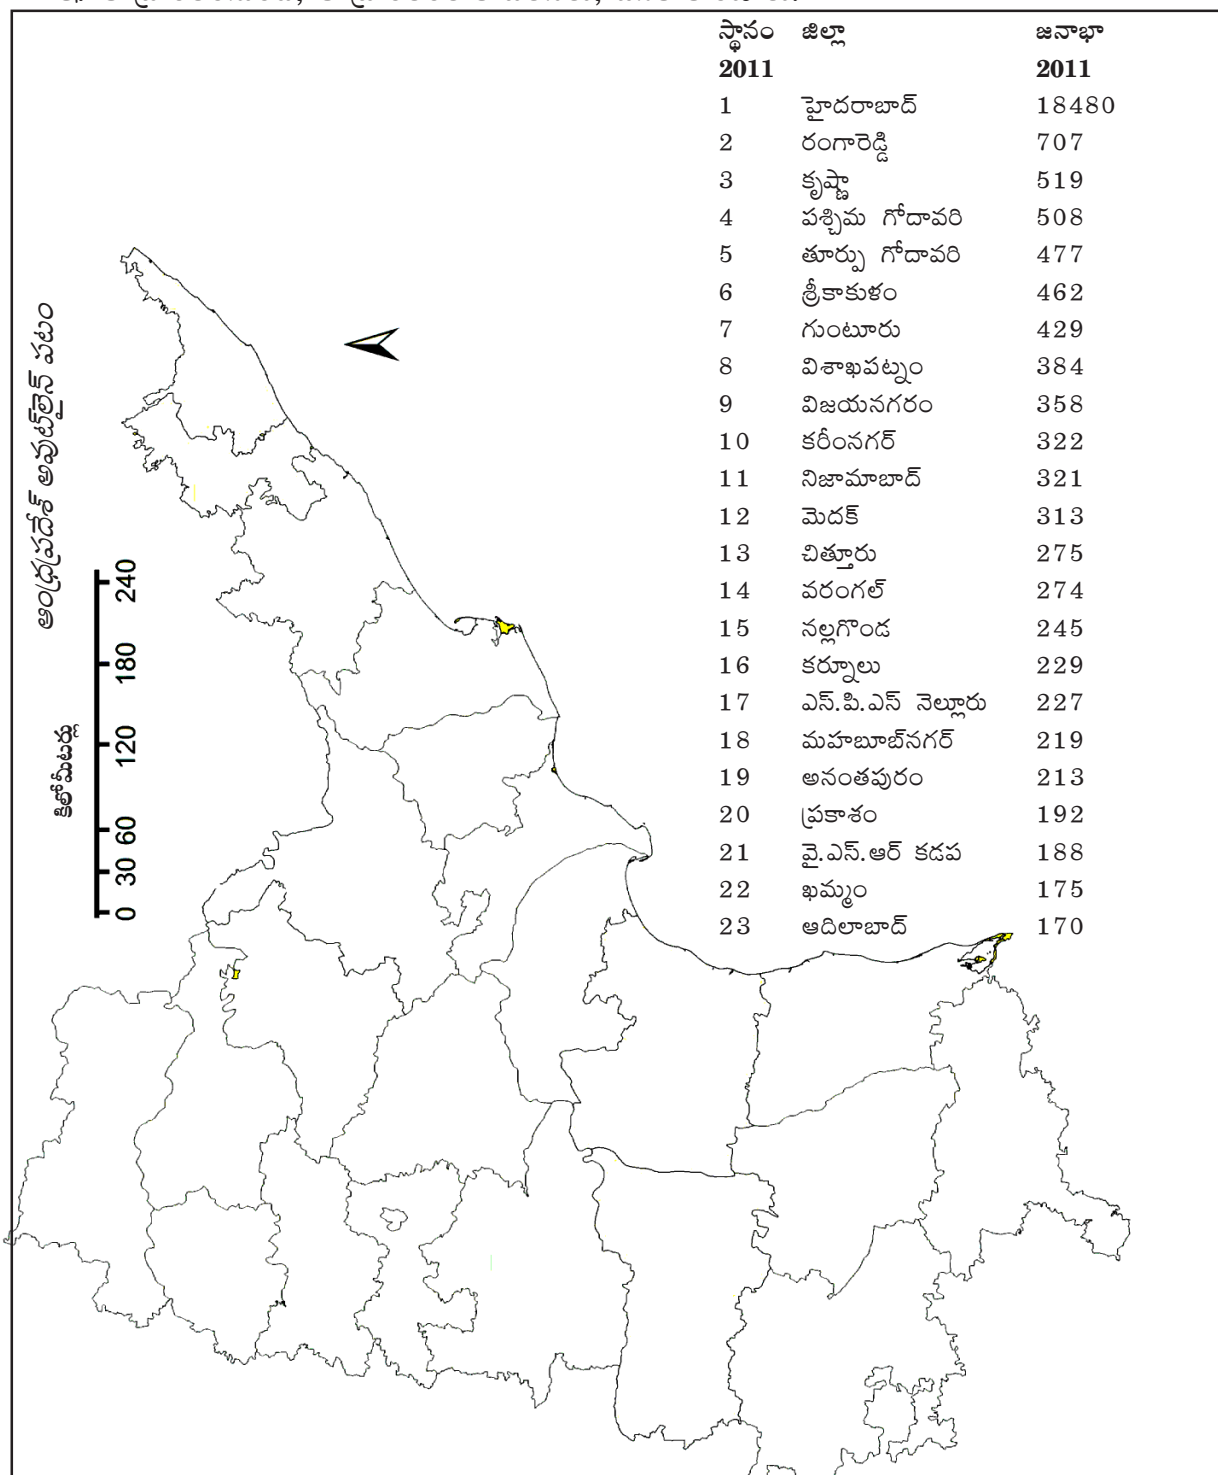 స్థానం జిల్లా జనాభా
2011 2011
1 హైదరాబాద్ 18480
2 రంగారెడ్డి 707
3 కృష్ణా 519
4 పశ్చిమ గోదావరి 508
5 తూర్పు గోదావరి 477
6 శ్రీకాకుళం 462
7 గుంటూరు 429
8 విశాఖపట్నం 384
9 విజయనగరం 358
10 కరీంనగర్ 322
11 నిజామాబాద్ 321
12 మెదక్ 313
13 చిత్తూరు 275
14 వరంగల్ 274
15 నల్లగొండ 245
16 కర్నూలు 229
17 ఎస్.పి.ఎస్ నెల్లూరు 227
18 మహబూబ్‌నగర్ 219
19 అనంతపురం 213
20 ప్రకాశం 192
21 వై.ఎస్.ఆర్ కడప 188
22 ఖమ్మం 175
23 ఆదిలాబాద్ 170
ఆంధ్రప్రదేశ్ అవుట్‌లైన్ పటం
కిలోమీటర్లు
0 30 60 120 180 240